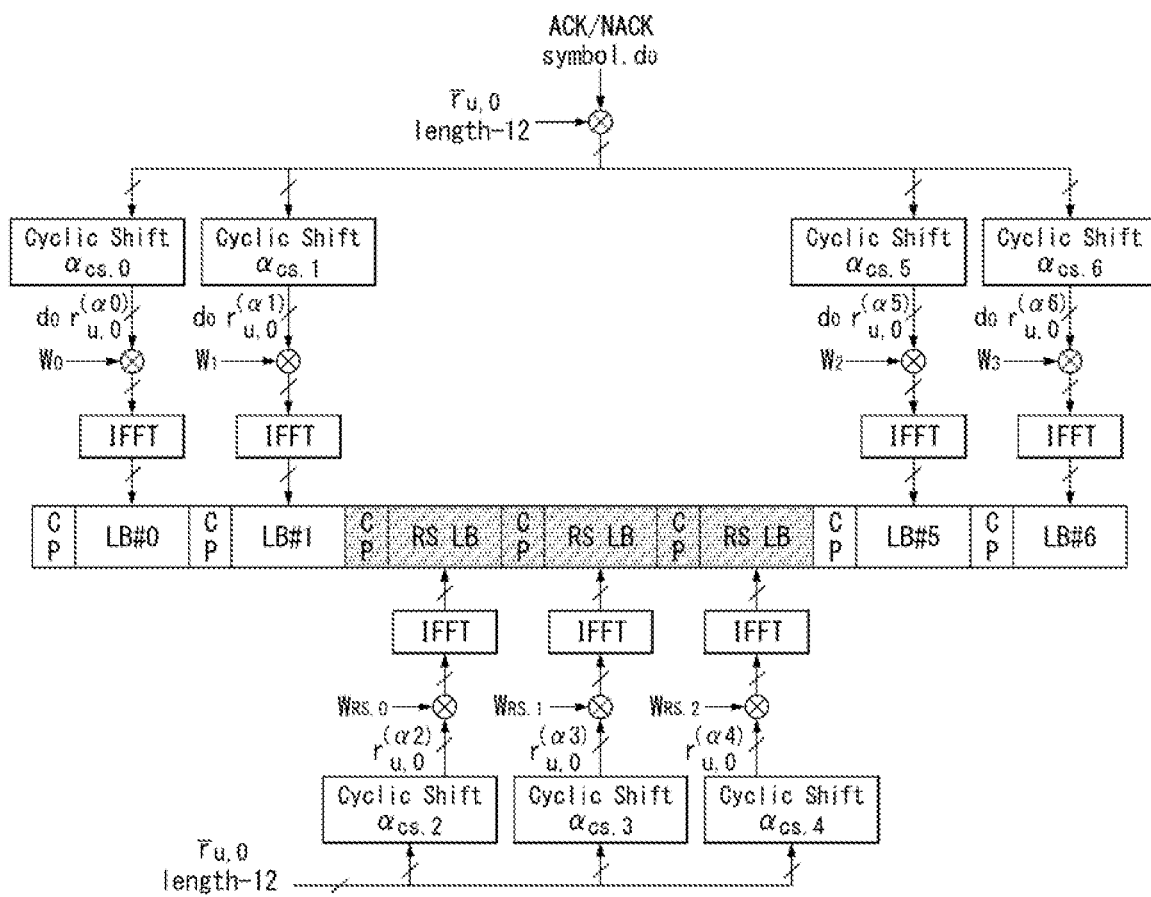 ACK/NACK
symbol.d0
r̄u,0
length-12
Cyclic Shift
αcs.0
Cyclic Shift
αcs.1
Cyclic Shift
αcs.5
Cyclic Shift
αcs.6
d0 r(α0)u,0
d0 r(α1)u,0
d0 r(α5)u,0
d0 r(α6)u,0
W0
W1
W2
W3
IFFT
IFFT
IFFT
IFFT
CP LB#0 CP LB#1 CP RS LB CP RS LB CP RS LB CP LB#5 CP LB#6
IFFT
IFFT
IFFT
WRS.0
WRS.1
WRS.2
r(α2)u,0
r(α3)u,0
r(α4)u,0
Cyclic Shift
αcs.2
Cyclic Shift
αcs.3
Cyclic Shift
αcs.4
r̄u,0
length-12